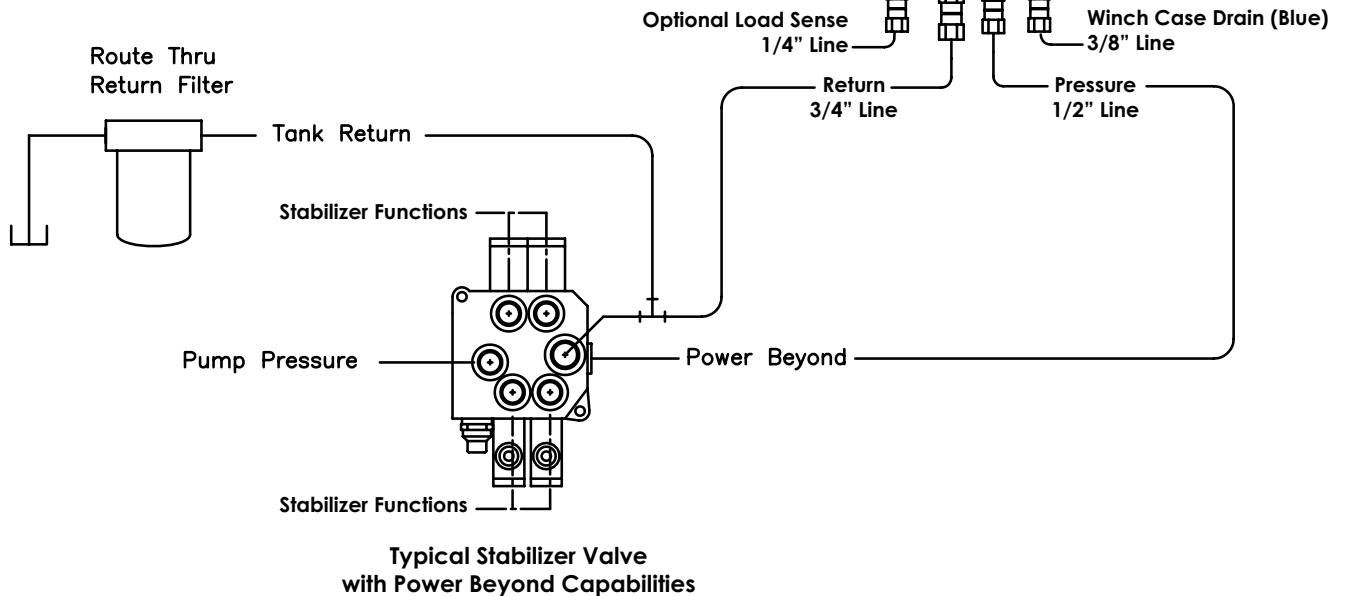 Optional Load Sense
1/4” Line
Winch Case Drain (Blue)
3/8” Line
Route Thru
Return Filter
Return
3/4” Line
Pressure
1/2” Line
Tank Return
Stabilizer Functions
Pump Pressure
Power Beyond
Stabilizer Functions
Typical Stabilizer Valve
with Power Beyond Capabilities